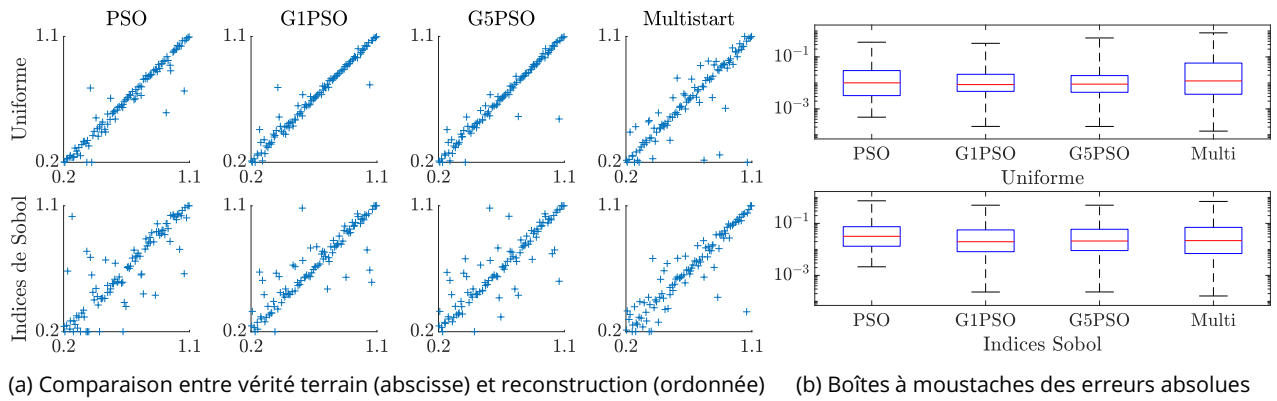 PSO G1PSO G5PSO Multistart
Uniforme
1.1 1.1 1.1 1.1
0.2 0.2 0.2 0.2
0.2 1.1 0.2 1.1 0.2 1.1 0.2 1.1
Indices de Sobol
1.1 1.1 1.1 1.1
0.2 0.2 0.2 0.2
0.2 1.1 0.2 1.1 0.2 1.1 0.2 1.1
(a) Comparaison entre vérité terrain (abscisse) et reconstruction (ordonnée)
10⁻¹
10⁻³
PSO G1PSO G5PSO Multi
Uniforme
10⁻¹
10⁻³
PSO G1PSO G5PSO Multi
Indices Sobol
(b) Boîtes à moustaches des erreurs absolues